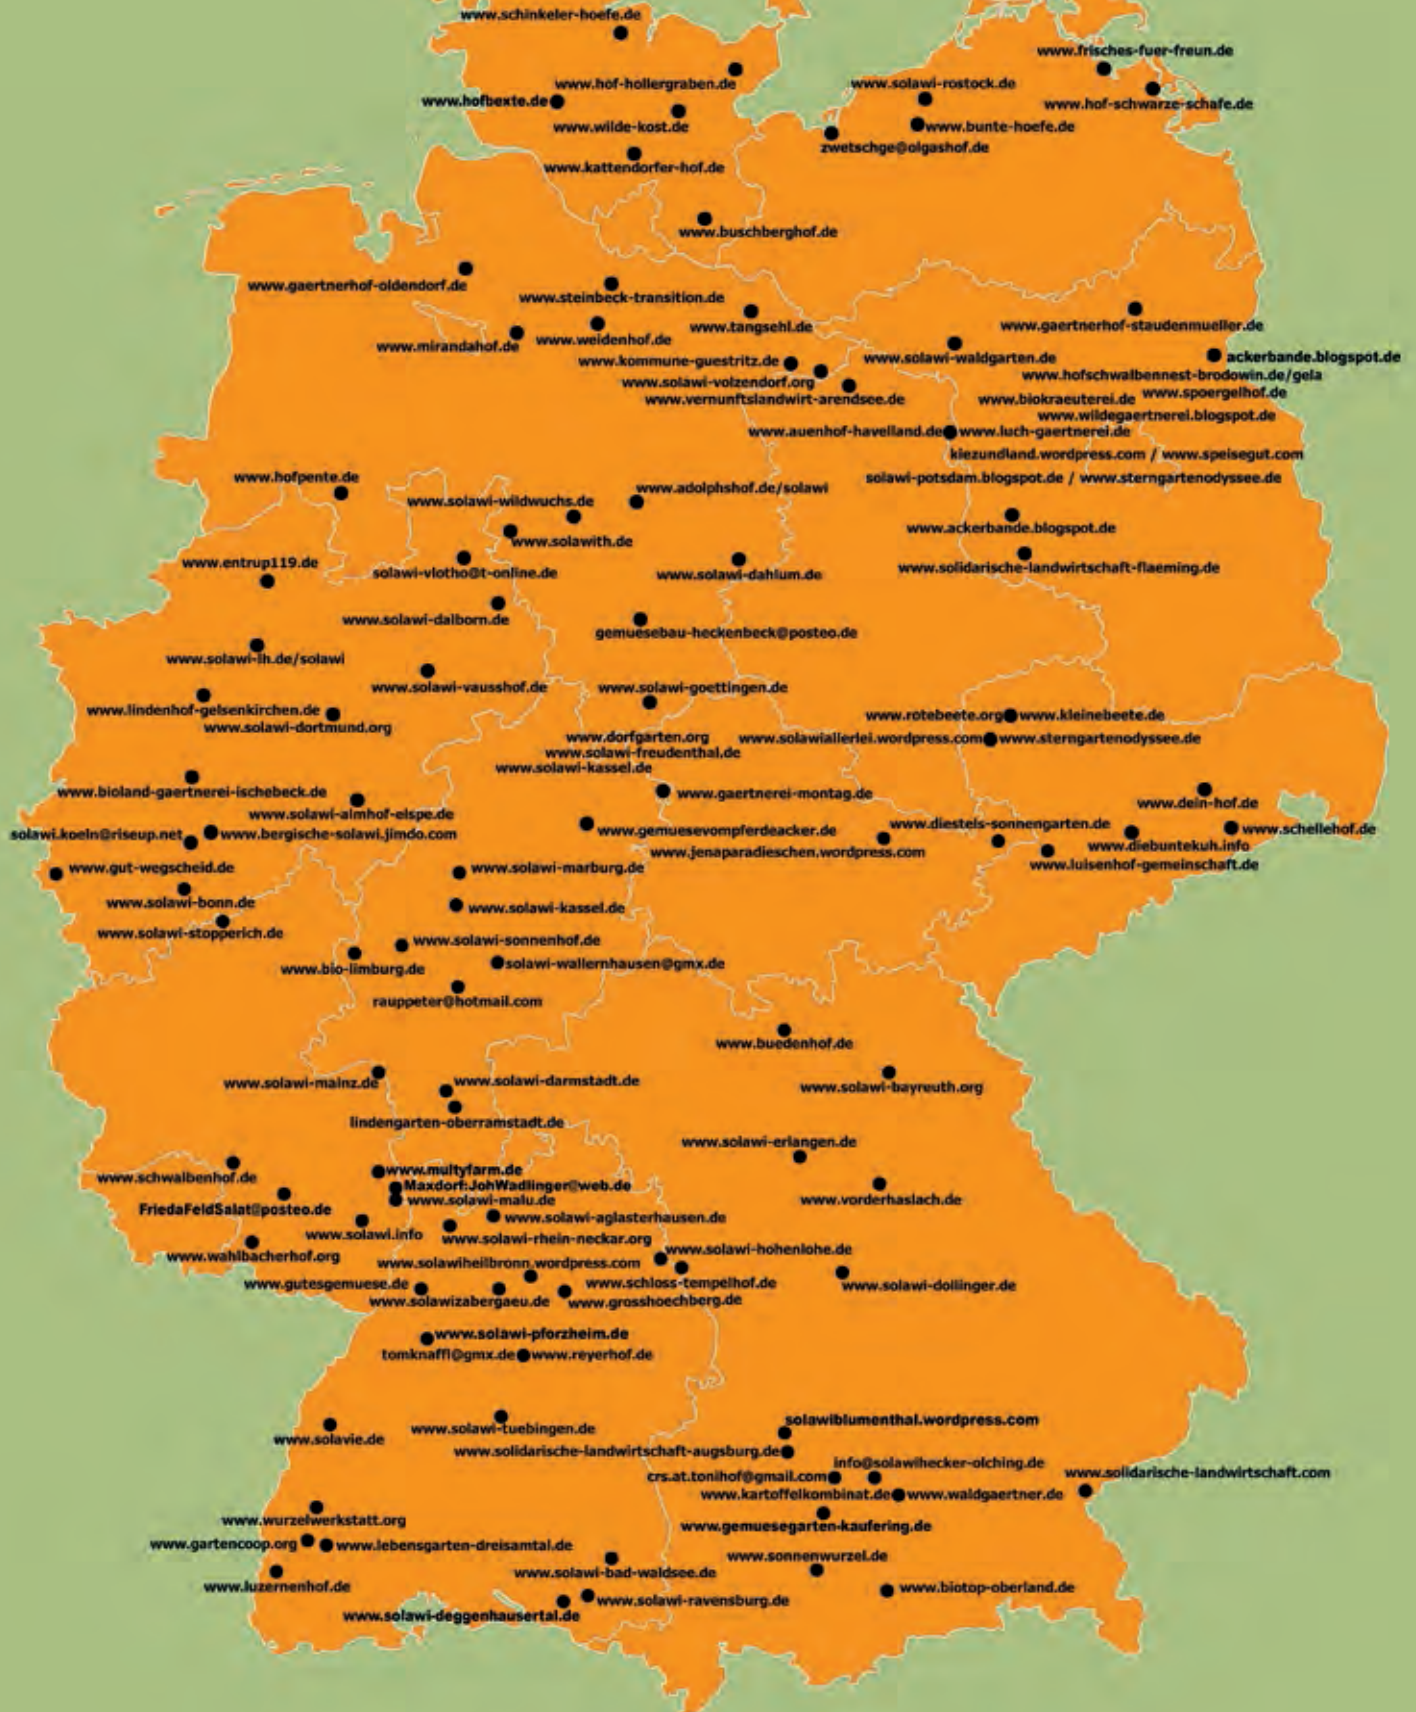 www.schinkeler-hoefe.de
www.frisches-fuer-freun.de
www.hof-hollergraben.de
www.solawi-rostock.de
www.hofbexte.de
www.hof-schwarze-schafe.de
www.wilde-kost.de
www.bunte-hoefe.de
zwetschge@olgashof.de
www.kattendorfer-hof.de
www.buschberghof.de
www.gaertnerhof-oldendorf.de
www.steinbeck-transition.de
www.tangsehl.de
www.gaertnerhof-staudenmueller.de
www.mirandahof.de
www.weidenhof.de
www.kommune-guestritz.de
www.solawi-waldgarten.de
ackerbande.blogspot.de
www.solawi-volzendorf.org
www.hofschwalbennest-brodowin.de/gela
www.vernunftslandwirt-arendsee.de
www.biokraeuterei.de
www.spoergelhof.de
www.wildegaertnerei.blogspot.de
www.auenhof-havelland.de
www.luch-gaertnerei.de
kiezundland.wordpress.com / www.speisegut.com
solawi-potsdam.blogspot.de / www.sterngartenodyssee.de
www.hofpente.de
www.solawi-wildwuchs.de
www.adolphshof.de/solawi
www.ackerbande.blogspot.de
www.solawith.de
www.entrup119.de
solawi-vlotho@t-online.de
www.solawi-dahlum.de
www.solidarische-landwirtschaft-flaeming.de
www.solawi-dalborn.de
gemuesebau-heckenbeck@posteo.de
www.solawi-lh.de/solawi
www.solawi-vausshof.de
www.solawi-goettingen.de
www.lindenhof-gelsenkirchen.de
www.solawi-dortmund.org
www.rotebeete.org
www.kleinebeete.de
www.dorfgarten.org
www.solawiallerlei.wordpress.com
www.sterngartenodyssee.de
www.solawi-freudenthal.de
www.solawi-kassel.de
www.bioland-gaertnerei-ischebeck.de
www.gaertnerei-montag.de
www.dein-hof.de
www.solawi-almhof-elspe.de
solawi.koeln@riseup.net
www.bergische-solawi.jimdo.com
www.gemuesevompferdeacker.de
www.diestels-sonnengarten.de
www.schellehof.de
www.diebuntekuh.info
www.jenaparadieschen.wordpress.com
www.luisenhof-gemeinschaft.de
www.gut-wegscheid.de
www.solawi-marburg.de
www.solawi-bonn.de
www.solawi-kassel.de
www.solawi-stopperich.de
www.solawi-sonnenhof.de
www.bio-limburg.de
solawi-wallernhausen@gmx.de
rauppeter@hotmail.com
www.buedenhof.de
www.solawi-mainz.de
www.solawi-darmstadt.de
www.solawi-bayreuth.org
lindengarten-oberramstadt.de
www.solawi-erlangen.de
www.schwalbenhof.de
www.multyfarm.de
Maxdorf:JohWadlinger@web.de
www.solawi-malu.de
www.vorderhaslach.de
FriedaFeldSalat@posteo.de
www.solawi-aglasterhausen.de
www.solawi.info
www.solawi-rhein-neckar.org
www.wahlbacherhof.org
www.solawi-hohenlohe.de
www.solawiheilbronn.wordpress.com
www.gutesgemuese.de
www.schloss-tempelhof.de
www.solawi-dollinger.de
www.solawizabergaeu.de
www.grosshoechberg.de
www.solawi-pforzheim.de
tomknaffl@gmx.de
www.reyerhof.de
solawiblumenthal.wordpress.com
www.solavie.de
www.solawi-tuebingen.de
www.solidarische-landwirtschaft-augsburg.de
info@solawihecker-olching.de
crs.at.tonihof@gmail.com
www.solidarische-landwirtschaft.com
www.kartoffelkombinat.de
www.waldgaertner.de
www.wurzelwerkstatt.org
www.gemuesegarten-kaufering.de
www.gartencoop.org
www.lebensgarten-dreisamtal.de
www.sonnenwurzel.de
www.solawi-bad-waldsee.de
www.luzernenhof.de
www.biotop-oberland.de
www.solawi-ravensburg.de
www.solawi-deggenhausertal.de